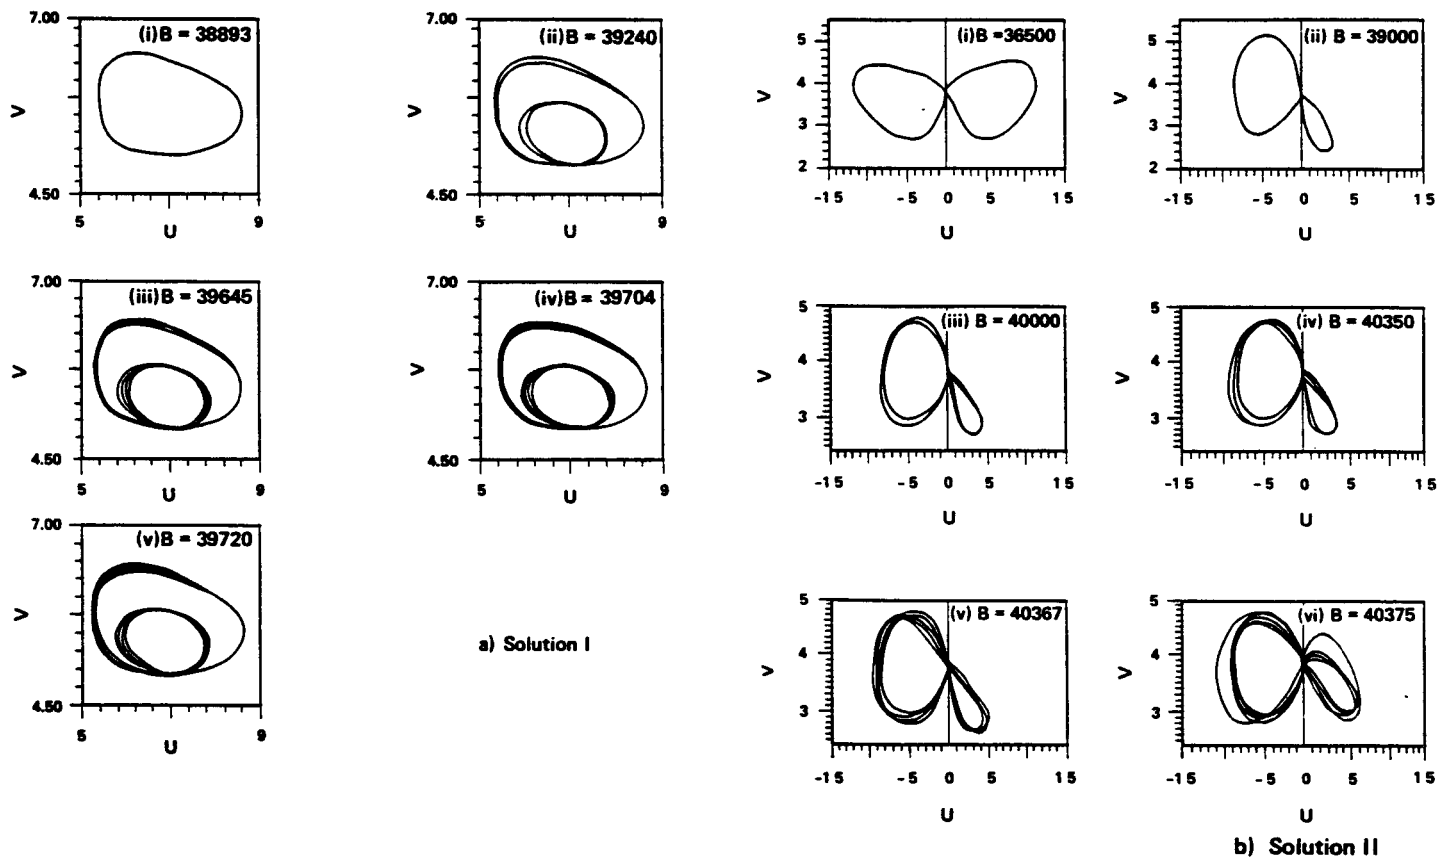 7.00
(i)B = 38893
V
4.50
5
9
U
7.00
(ii)B = 39240
V
4.50
5
9
U
7.00
(iii)B = 39645
V
4.50
5
9
U
7.00
(iv)B = 39704
V
4.50
5
9
U
7.00
(v)B = 39720
V
4.50
5
9
U
a) Solution I
(i)B =36500
5
4
3
2
V
-15 -5 0 5 15
U
(ii) B = 39000
5
4
3
2
V
-15 -5 0 5 15
U
(iii) B = 40000
5
4
3
V
-15 -5 0 5 15
U
(iv) B = 40350
5
4
3
V
-15 -5 0 5 15
U
(v) B = 40367
5
4
3
V
-15 -5 0 5 15
U
(vi) B = 40375
5
4
3
V
-15 -5 0 5 15
U
b) Solution II